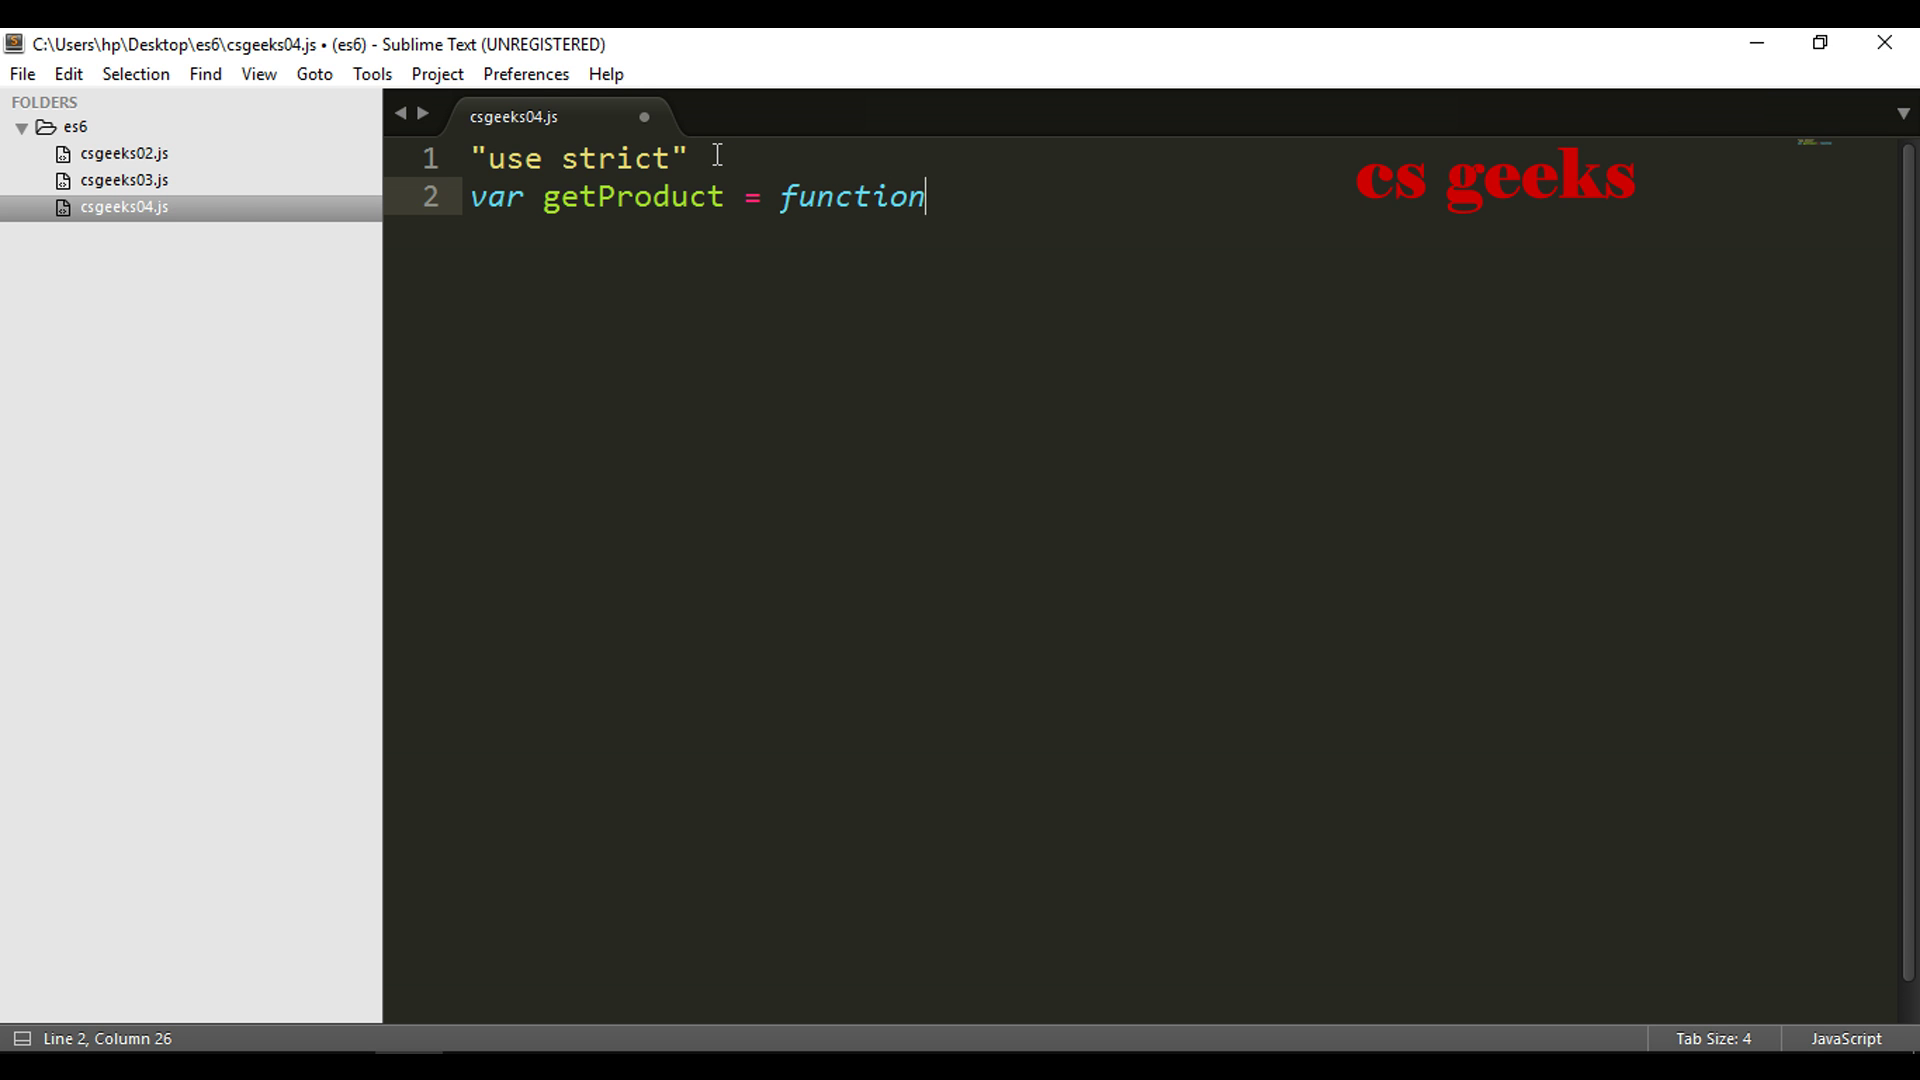 C:\Users\hp\Desktop\es6\csgeeks04.js • (es6) - Sublime Text (UNREGISTERED)
File Edit Selection Find View Goto Tools Project Preferences Help
FOLDERS
es6
csgeeks02.js
csgeeks03.js
csgeeks04.js
csgeeks04.js
1 "use strict"
2 var getProduct = function
cs geeks
Line 2, Column 26
Tab Size: 4
JavaScript